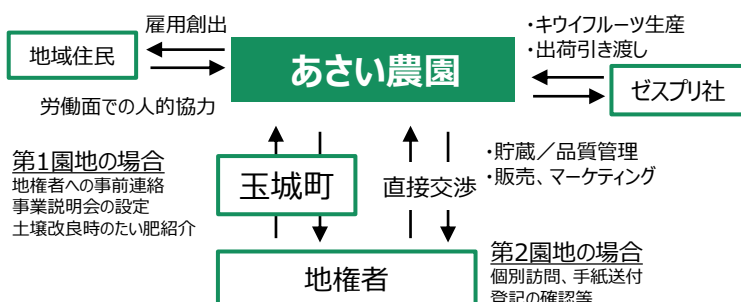 雇用創出
・キウイフルーツ生産
・出荷引き渡し
地域住民
あさい農園
ゼスプリ社
労働面での人的協力
第1園地の場合
地権者への事前連絡
事業説明会の設定
土壌改良時のたい肥紹介
玉城町
直接交渉
・貯蔵／品質管理
・販売、マーケティング
地権者
第2園地の場合
個別訪問、手紙送付
登記の確認等